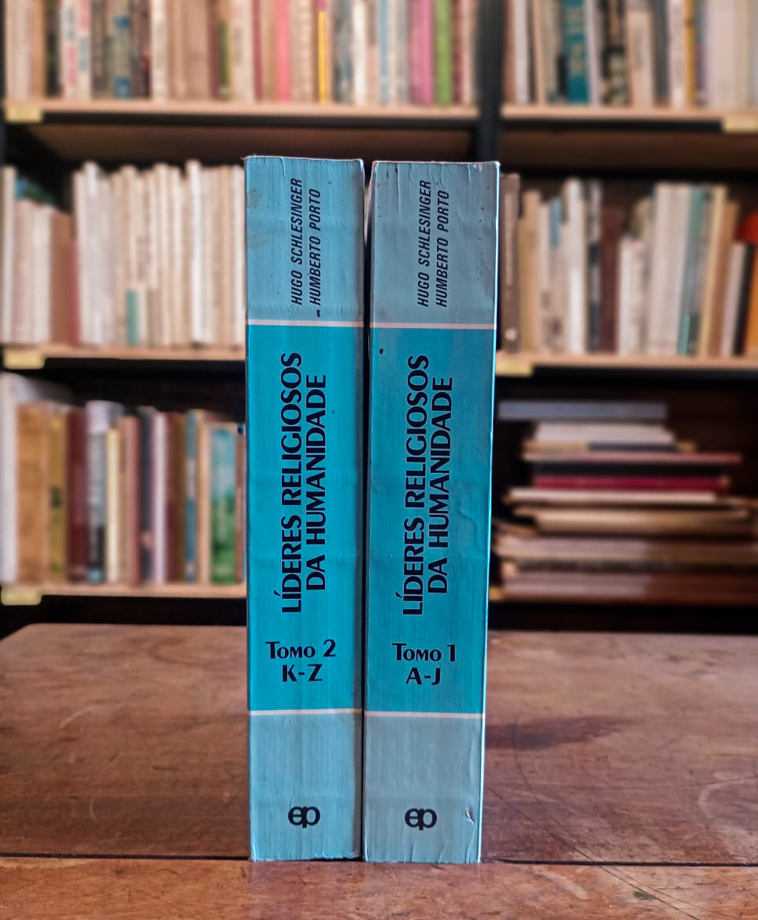 HUGO SCHLESINGER
HUMBERTO PORTO
LÍDERES RELIGIOSOS
DA HUMANIDADE
Tomo 2
K-Z
ep
HUGO SCHLESINGER
HUMBERTO PORTO
LÍDERES RELIGIOSOS
DA HUMANIDADE
Tomo 1
A-J
ep